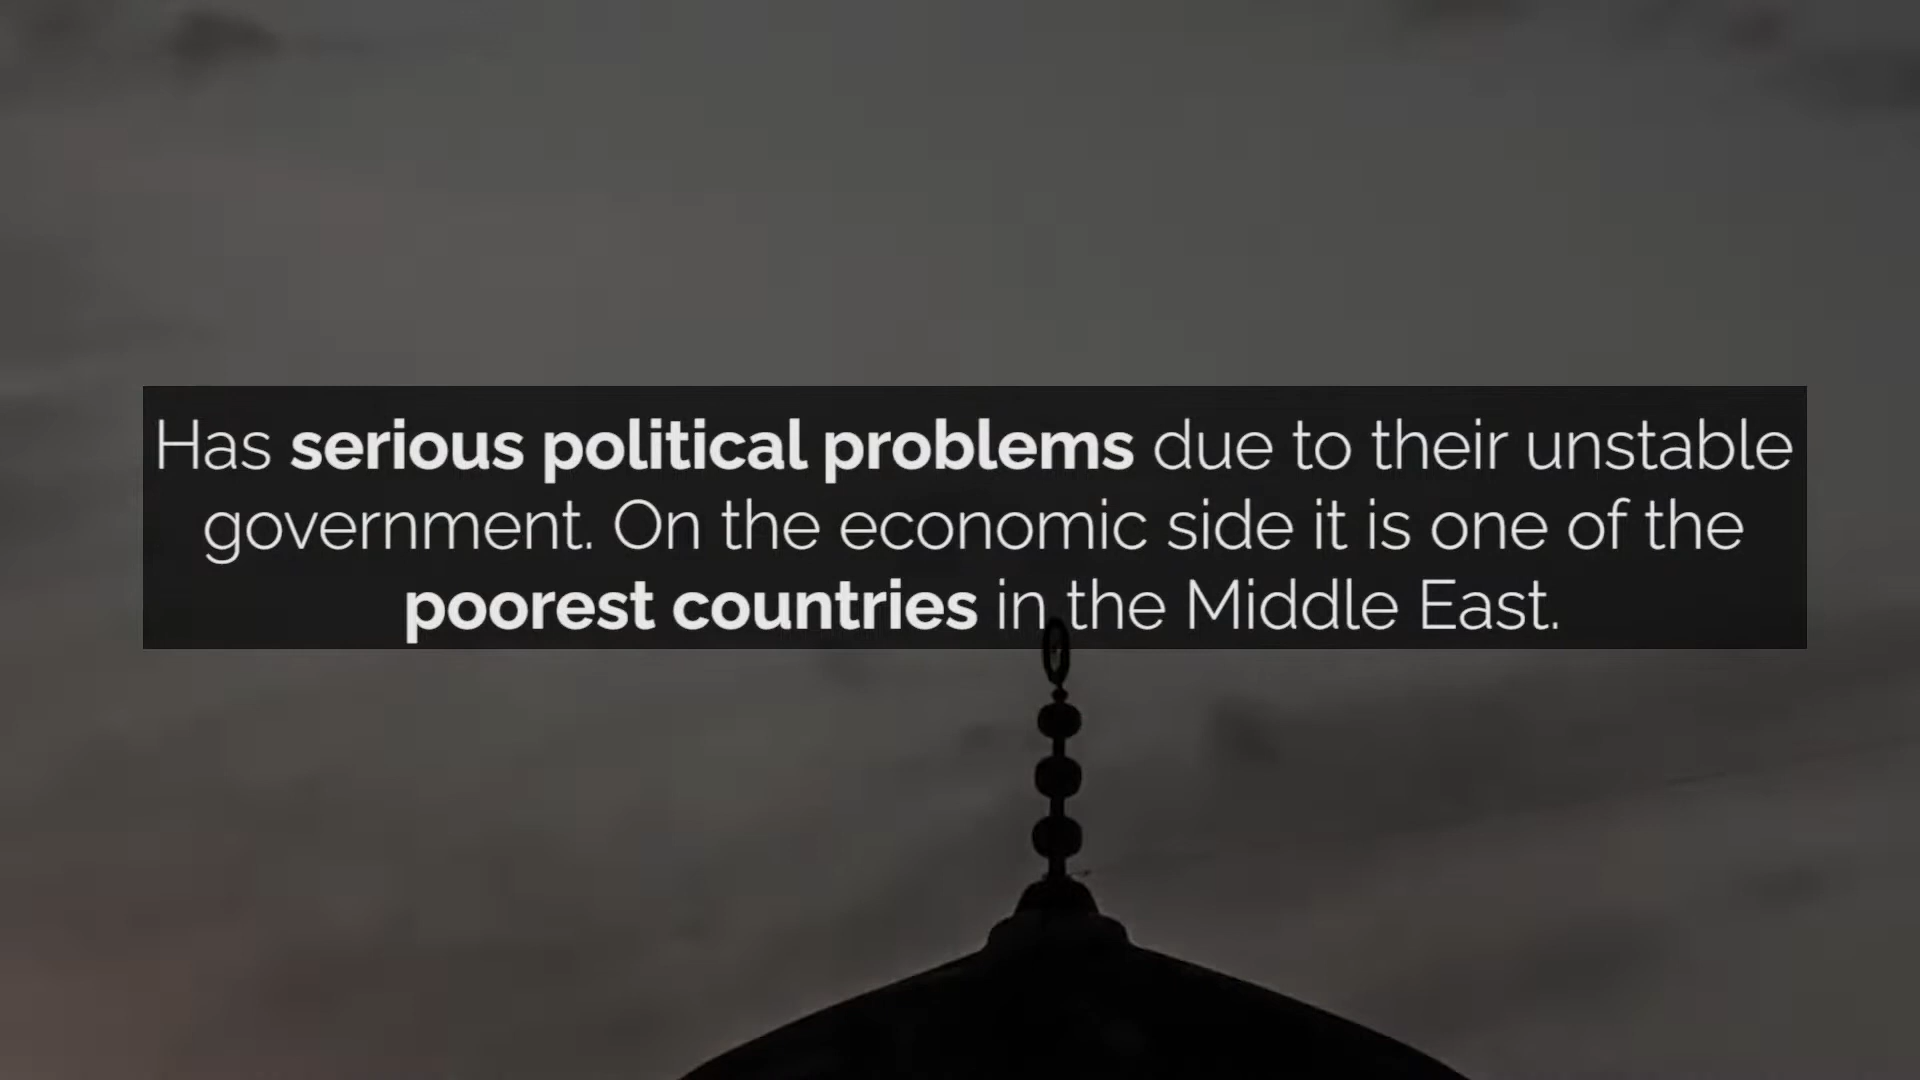 Has serious political problems due to their unstable
government. On the economic side it is one of the
poorest countries in the Middle East.